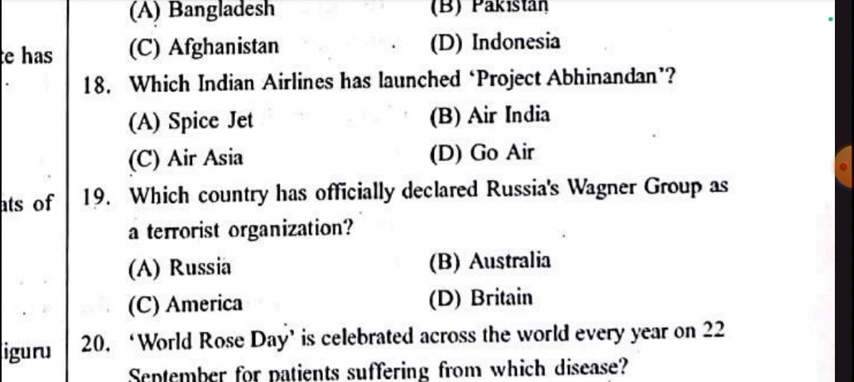 (A) Bangladesh (B) Pakistan
te has (C) Afghanistan (D) Indonesia
18. Which Indian Airlines has launched ‘Project Abhinandan’?
(A) Spice Jet (B) Air India
(C) Air Asia (D) Go Air
ats of 19. Which country has officially declared Russia's Wagner Group as
a terrorist organization?
(A) Russia (B) Australia
(C) America (D) Britain
iguru 20. ‘World Rose Day’ is celebrated across the world every year on 22
September for patients suffering from which disease?